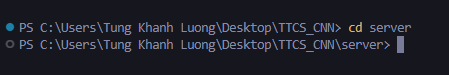 PS C:\Users\Tung Khanh Luong\Desktop\TTCS_CNN> cd server
PS C:\Users\Tung Khanh Luong\Desktop\TTCS_CNN\server>